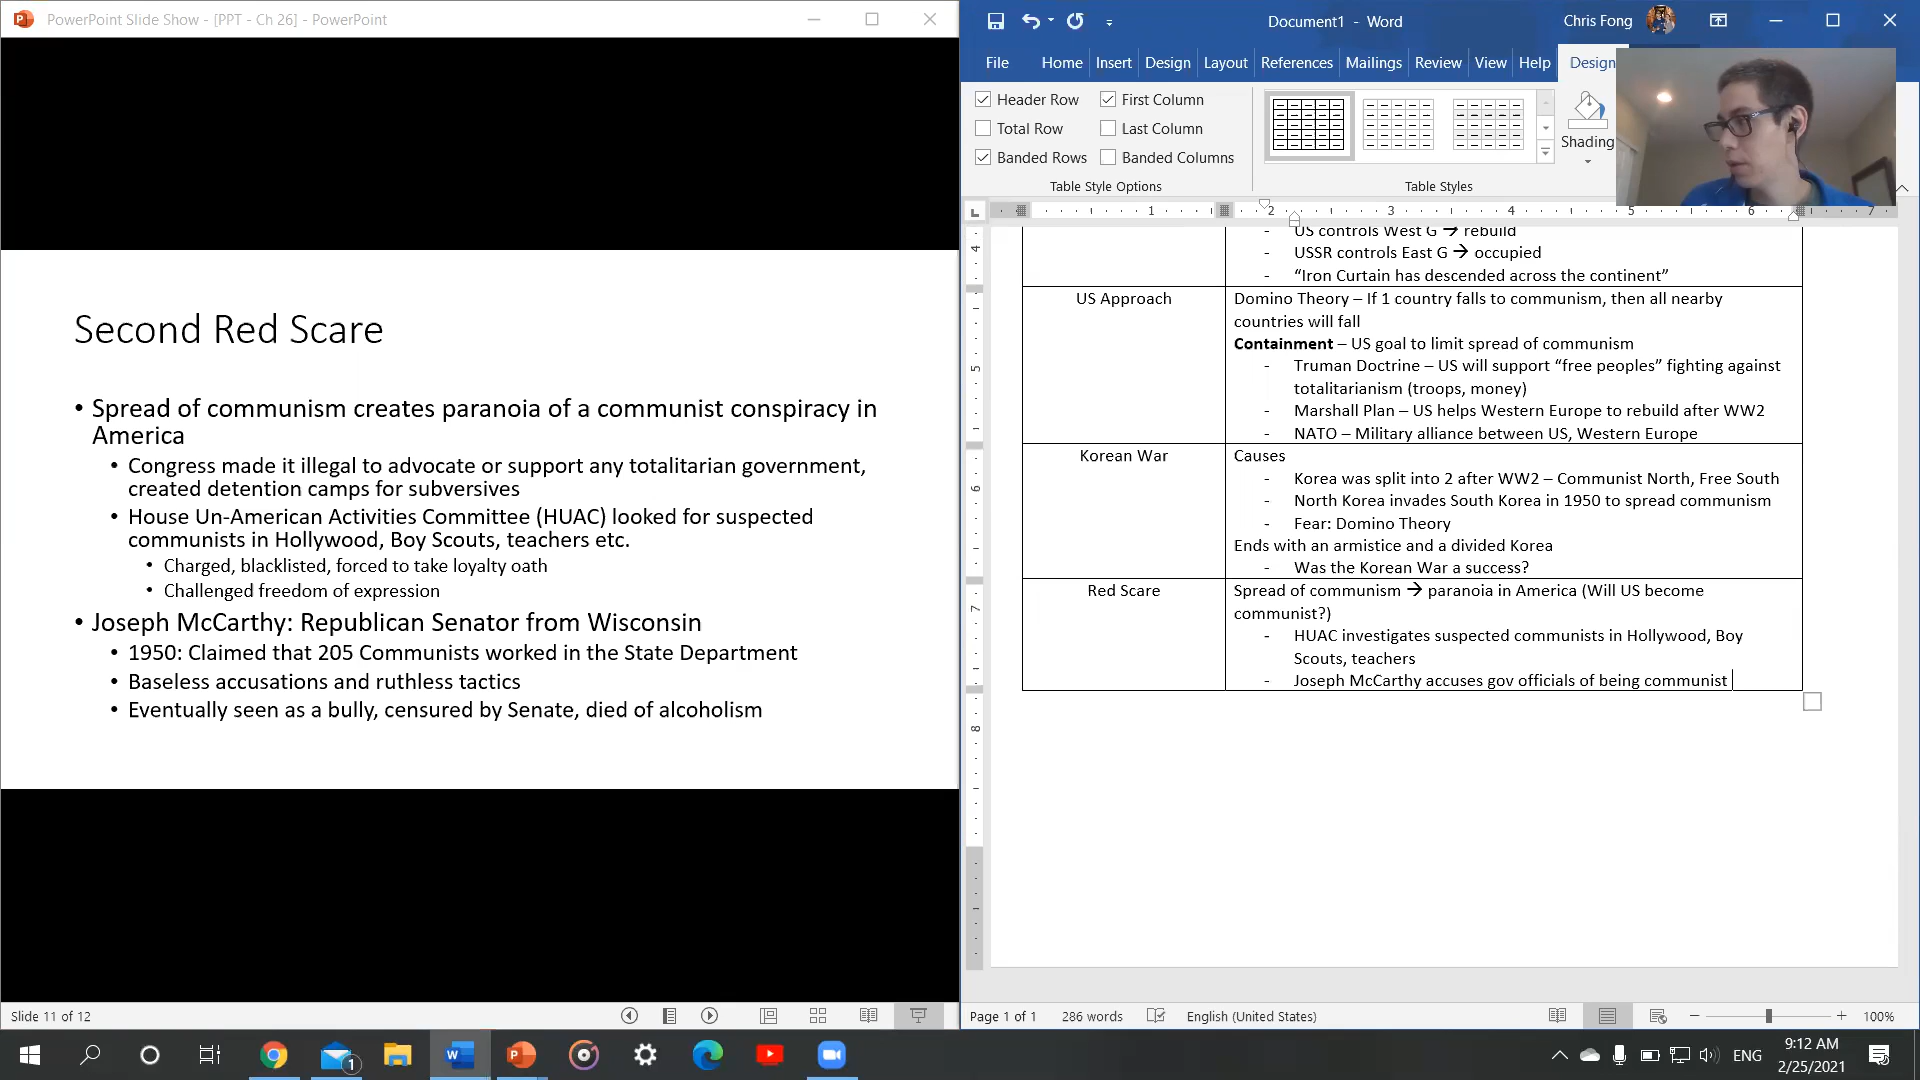 PowerPoint Slide Show - [PPT - Ch 26] - PowerPoint
Second Red Scare
• Spread of communism creates paranoia of a communist conspiracy in
America
• Congress made it illegal to advocate or support any totalitarian government,
created detention camps for subversives
• House Un-American Activities Committee (HUAC) looked for suspected
communists in Hollywood, Boy Scouts, teachers etc.
• Charged, blacklisted, forced to take loyalty oath
• Challenged freedom of expression
• Joseph McCarthy: Republican Senator from Wisconsin
• 1950: Claimed that 205 Communists worked in the State Department
• Baseless accusations and ruthless tactics
• Eventually seen as a bully, censured by Senate, died of alcoholism
Slide 11 of 12
Document1 - Word
Chris Fong
File Home Insert Design Layout References Mailings Review View Help Design
Header Row First Column
Total Row Last Column
Banded Rows Banded Columns
Table Style Options
Table Styles
Shading
1 2 3 4 5 6 7
4
5
6
7
8
- US controls West G → rebuild
- USSR controls East G → occupied
- “Iron Curtain has descended across the continent”
US Approach
Domino Theory – If 1 country falls to communism, then all nearby
countries will fall
Containment – US goal to limit spread of communism
- Truman Doctrine – US will support “free peoples” fighting against
totalitarianism (troops, money)
- Marshall Plan – US helps Western Europe to rebuild after WW2
- NATO – Military alliance between US, Western Europe
Korean War
Causes
- Korea was split into 2 after WW2 – Communist North, Free South
- North Korea invades South Korea in 1950 to spread communism
- Fear: Domino Theory
Ends with an armistice and a divided Korea
- Was the Korean War a success?
Red Scare
Spread of communism → paranoia in America (Will US become
communist?)
- HUAC investigates suspected communists in Hollywood, Boy
Scouts, teachers
- Joseph McCarthy accuses gov officials of being communist
Page 1 of 1 286 words English (United States) 100%
1
ENG
9:12 AM
2/25/2021